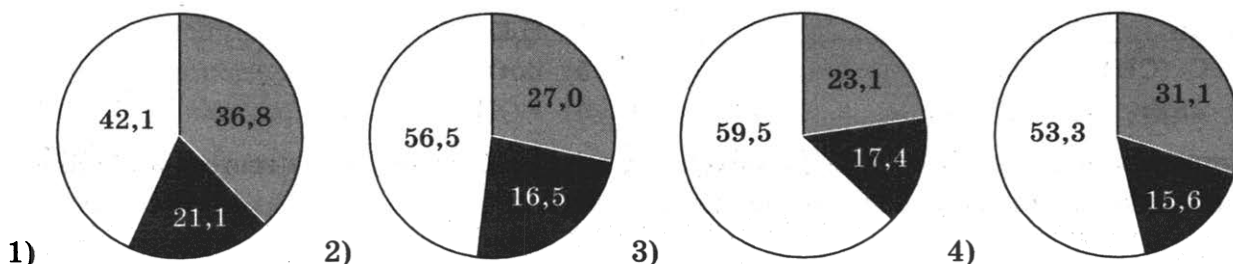 1) 42,1 36,8 21,1
2) 56,5 27,0 16,5
3) 59,5 23,1 17,4
4) 53,3 31,1 15,6